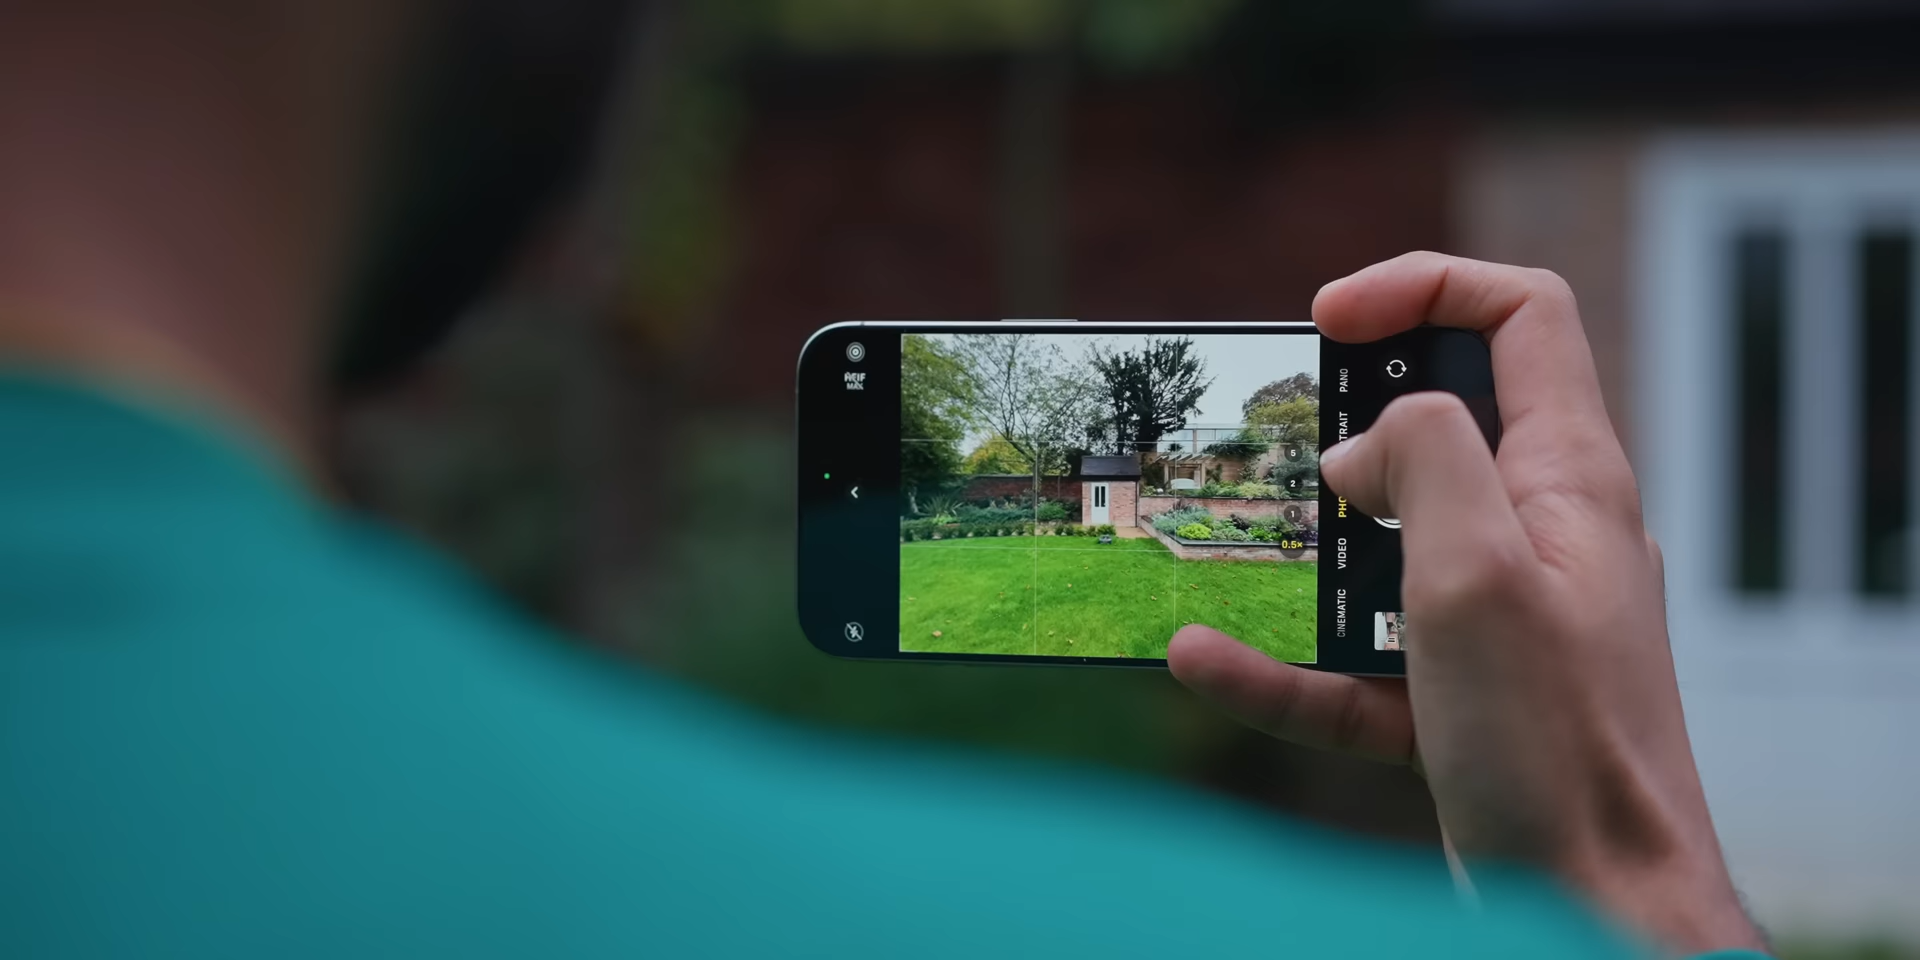 HEIF
MAX
5
2
1
0.5×
PANO
TRAIT
PHO
VIDEO
CINEMATIC